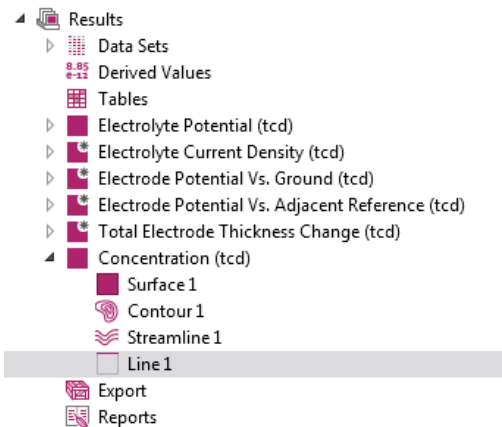 Results
Data Sets
8.85
e-12 Derived Values
Tables
Electrolyte Potential (tcd)
Electrolyte Current Density (tcd)
Electrode Potential Vs. Ground (tcd)
Electrode Potential Vs. Adjacent Reference (tcd)
Total Electrode Thickness Change (tcd)
Concentration (tcd)
Surface 1
Contour 1
Streamline 1
Line 1
Export
Reports